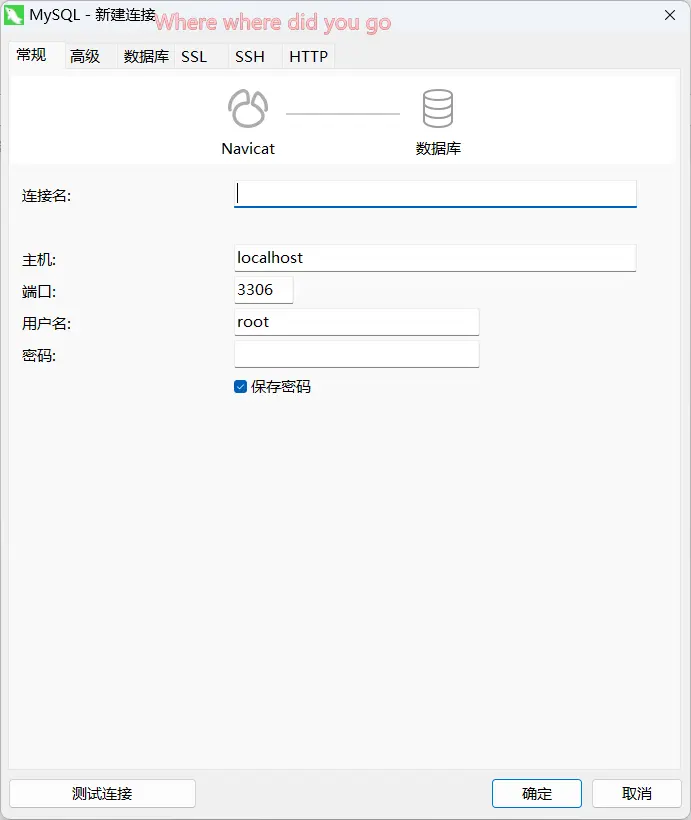 MySQL - 新建连接
Where where did you go
常规 高级 数据库 SSL SSH HTTP
Navicat 数据库
连接名:
主机: localhost
端口: 3306
用户名: root
密码:
保存密码
测试连接 确定 取消